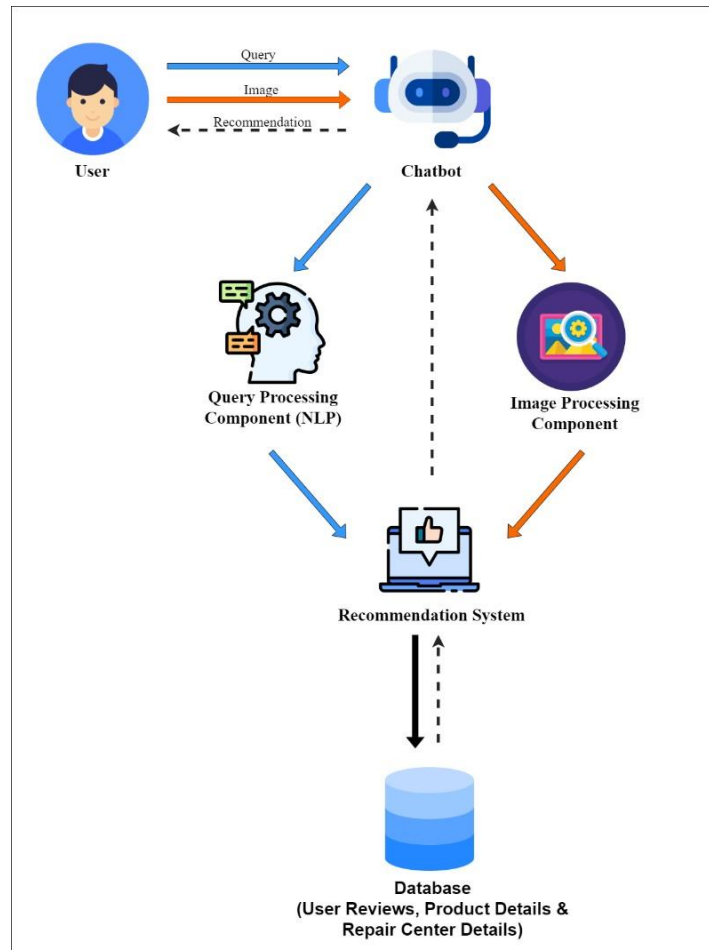 Query
Image
Recommendation
User
Chatbot
Query Processing
Component (NLP)
Image Processing
Component
Recommendation System
Database
(User Reviews, Product Details &
Repair Center Details)